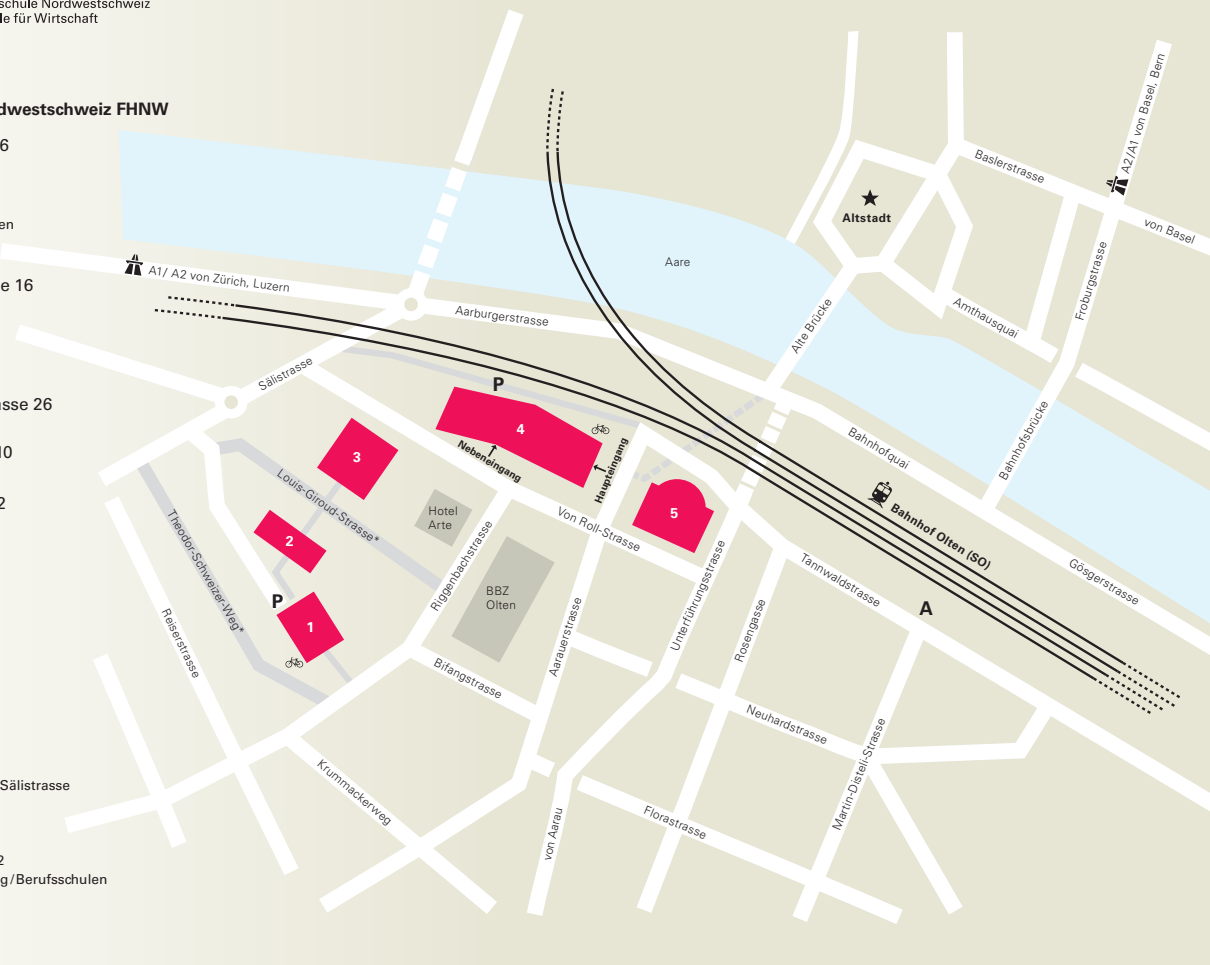 schule Nordwestschweiz
le für Wirtschaft
dwestschweiz FHNW
6
en
e 16
sse 26
10
2
Sälistrasse
2
g/Berufsschulen
A2/A1 von Basel, Bern
Baslerstrasse
von Basel
Altstadt
Froburgstrasse
Amthausquai
Aare
A1/ A2 von Zürich, Luzern
Aarburgerstrasse
Alte Brücke
Sälistrasse
P
4
Nebeneingang
Haupteingang
3
Bahnhofquai
Bahnhofsbrücke
Bahnhof Olten (SO)
Gösgerstrasse
Louis-Giroud-Strasse*
Hotel
Arte
Von Roll-Strasse
5
2
Theodor-Schweizer-Weg*
Riggenbachstrasse
BBZ
Olten
Tannwaldstrasse
A
P
1
Reiserstrasse
Aarauerstrasse
Unterführungsstrasse
Rosengasse
Bifangstrasse
Neuhardstrasse
Martin-Disteli-Strasse
Krummackerweg
von Aarau
Florastrasse